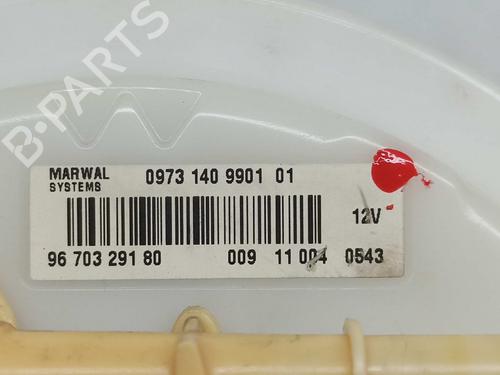 B-PARTS
MARWAL
SYSTEMS
0973 140 9901 01
12V
96 703 291 80
009 11 004 0543